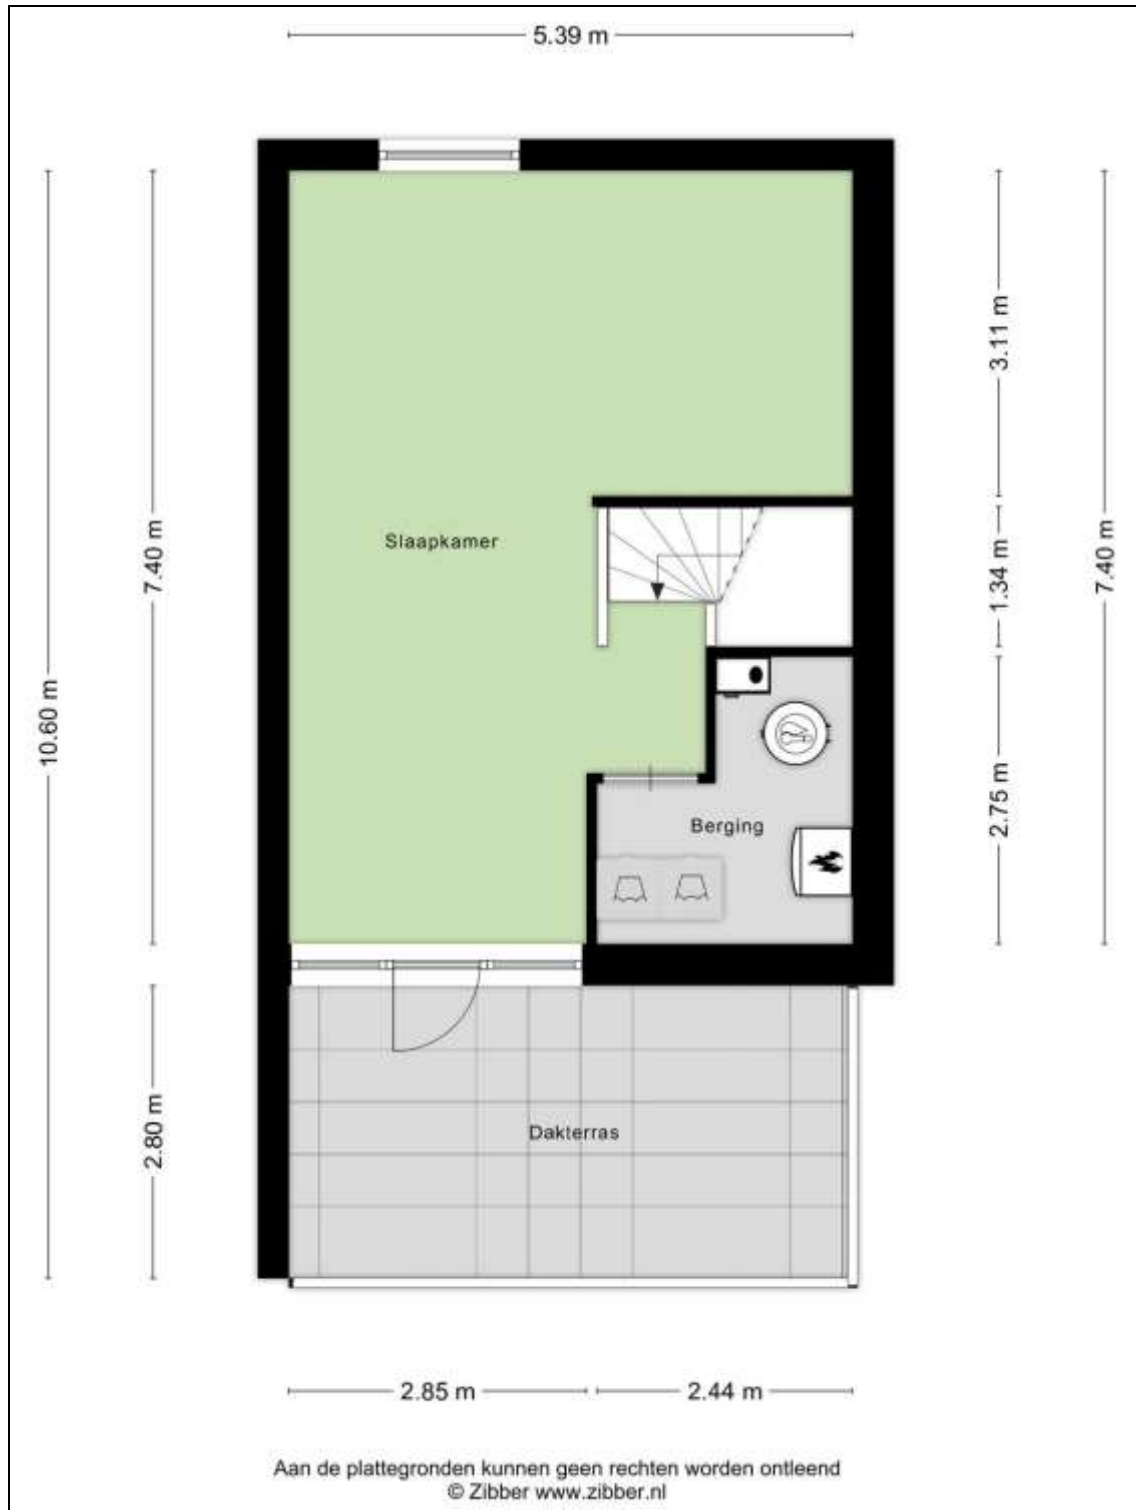 5.39 m
3.11 m
Slaapkamer
7.40 m
1.34 m
7.40 m
10.60 m
2.75 m
Berging
2.80 m
Dakterras
2.85 m
2.44 m
Aan de plattegronden kunnen geen rechten worden ontleend
© Zibber www.zibber.nl